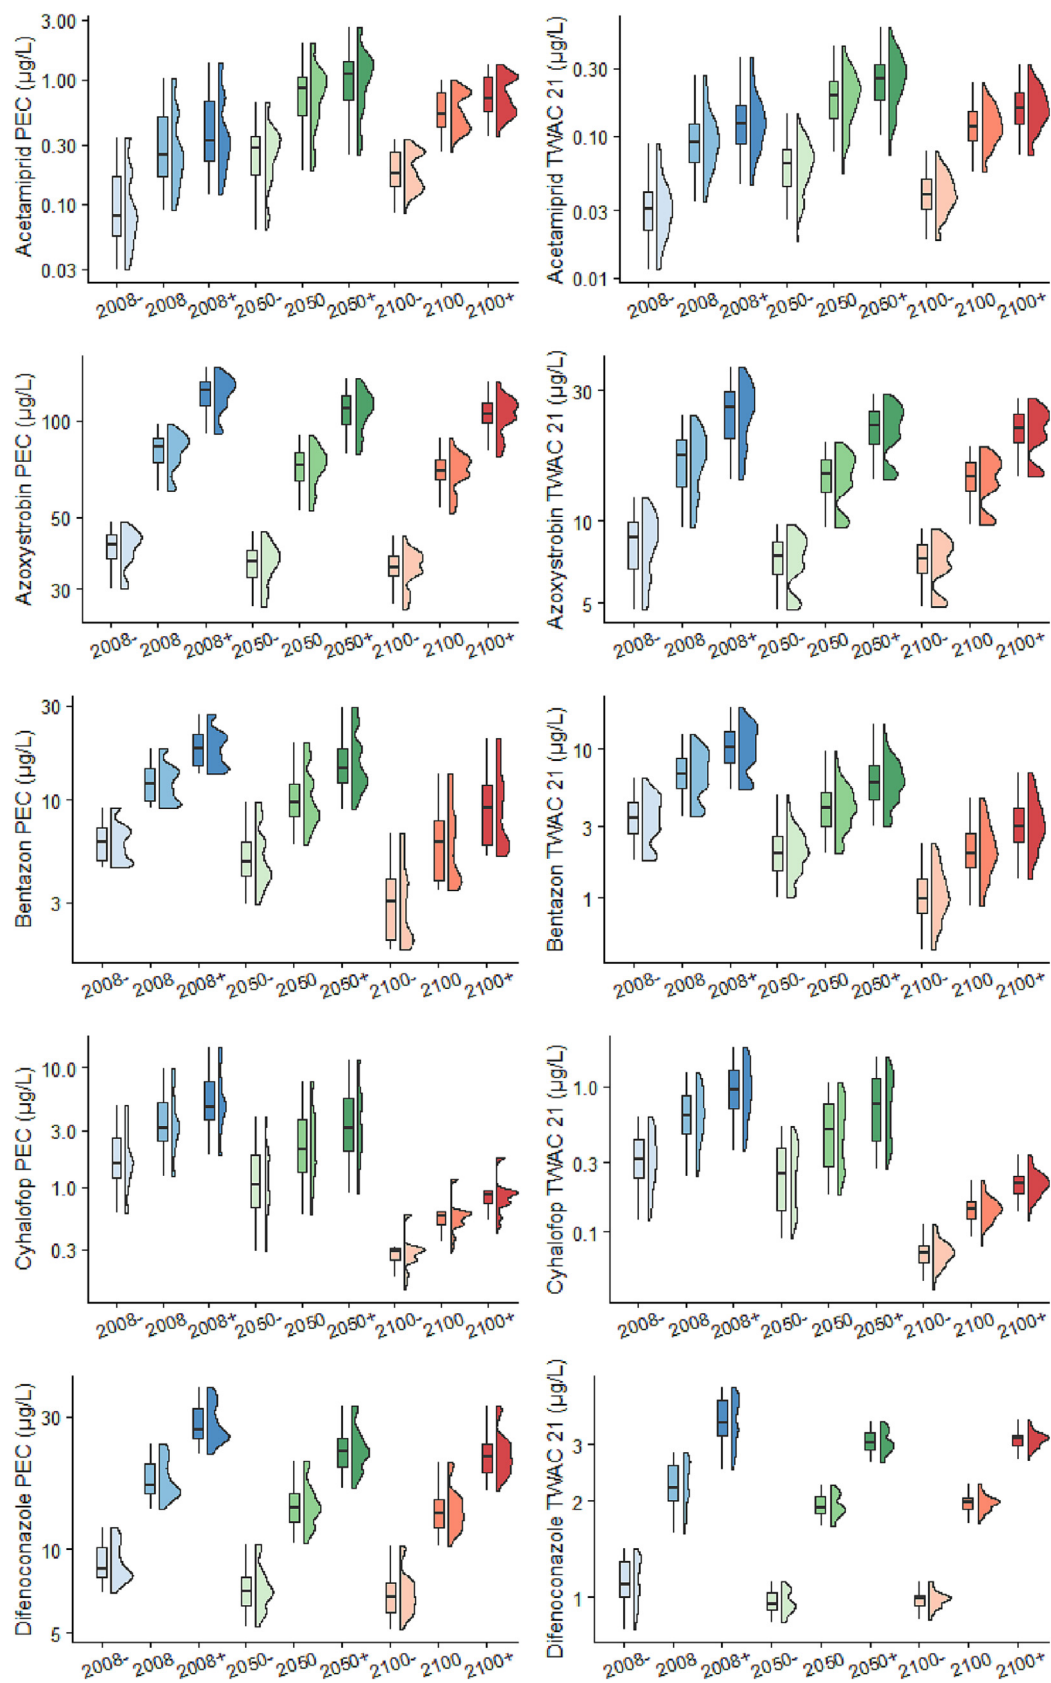 Acetamiprid PEC (µg/L)
3.00
1.00
0.30
0.10
0.03
2008- 2008 2008+ 2050- 2050 2050+ 2100- 2100 2100+
Acetamiprid TWAC 21 (µg/L)
0.30
0.10
0.03
0.01
2008- 2008 2008+ 2050- 2050 2050+ 2100- 2100 2100+
Azoxystrobin PEC (µg/L)
100
50
30
2008- 2008 2008+ 2050- 2050 2050+ 2100- 2100 2100+
Azoxystrobin TWAC 21 (µg/L)
30
10
5
2008- 2008 2008+ 2050- 2050 2050+ 2100- 2100 2100+
Bentazon PEC (µg/L)
30
10
3
2008- 2008 2008+ 2050- 2050 2050+ 2100- 2100 2100+
Bentazon TWAC 21 (µg/L)
10
3
1
2008- 2008 2008+ 2050- 2050 2050+ 2100- 2100 2100+
Cyhalofop PEC (µg/L)
10.0
3.0
1.0
0.3
2008- 2008 2008+ 2050- 2050 2050+ 2100- 2100 2100+
Cyhalofop TWAC 21 (µg/L)
1.0
0.3
0.1
2008- 2008 2008+ 2050- 2050 2050+ 2100- 2100 2100+
Difenoconazole PEC (µg/L)
30
10
5
2008- 2008 2008+ 2050- 2050 2050+ 2100- 2100 2100+
Difenoconazole TWAC 21 (µg/L)
3
2
1
2008- 2008 2008+ 2050- 2050 2050+ 2100- 2100 2100+